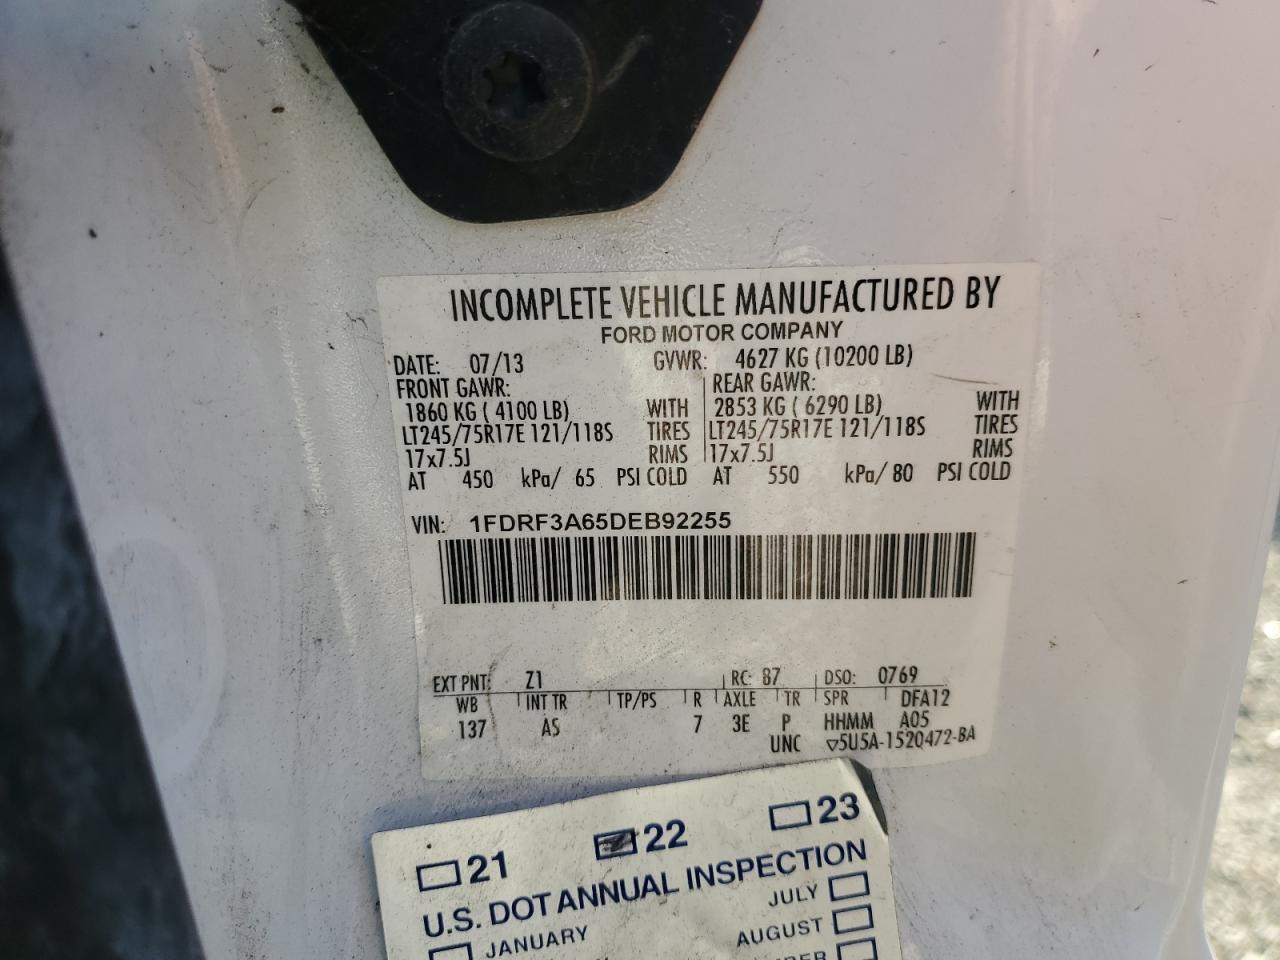 INCOMPLETE VEHICLE MANUFACTURED BY
FORD MOTOR COMPANY
DATE: 07/13 GVWR: 4627 KG (10200 LB)
FRONT GAWR: REAR GAWR:
1860 KG ( 4100 LB) WITH 2853 KG ( 6290 LB) WITH
LT245/75R17E 121/118S TIRES LT245/75R17E 121/118S TIRES
17x7.5J RIMS 17x7.5J RIMS
AT 450 kPa/ 65 PSI COLD AT 550 kPa/ 80 PSI COLD
VIN: 1FDRF3A65DEB92255
EXT PNT: Z1 RC: 87 DSO: 0769
WB INT TR TP/PS R AXLE TR SPR DFA12
137 AS 7 3E P HHMM A05
UNC ▽5U5A-1520472-BA
21 22 23
U.S. DOT ANNUAL INSPECTION
JANUARY JULY
AUGUST